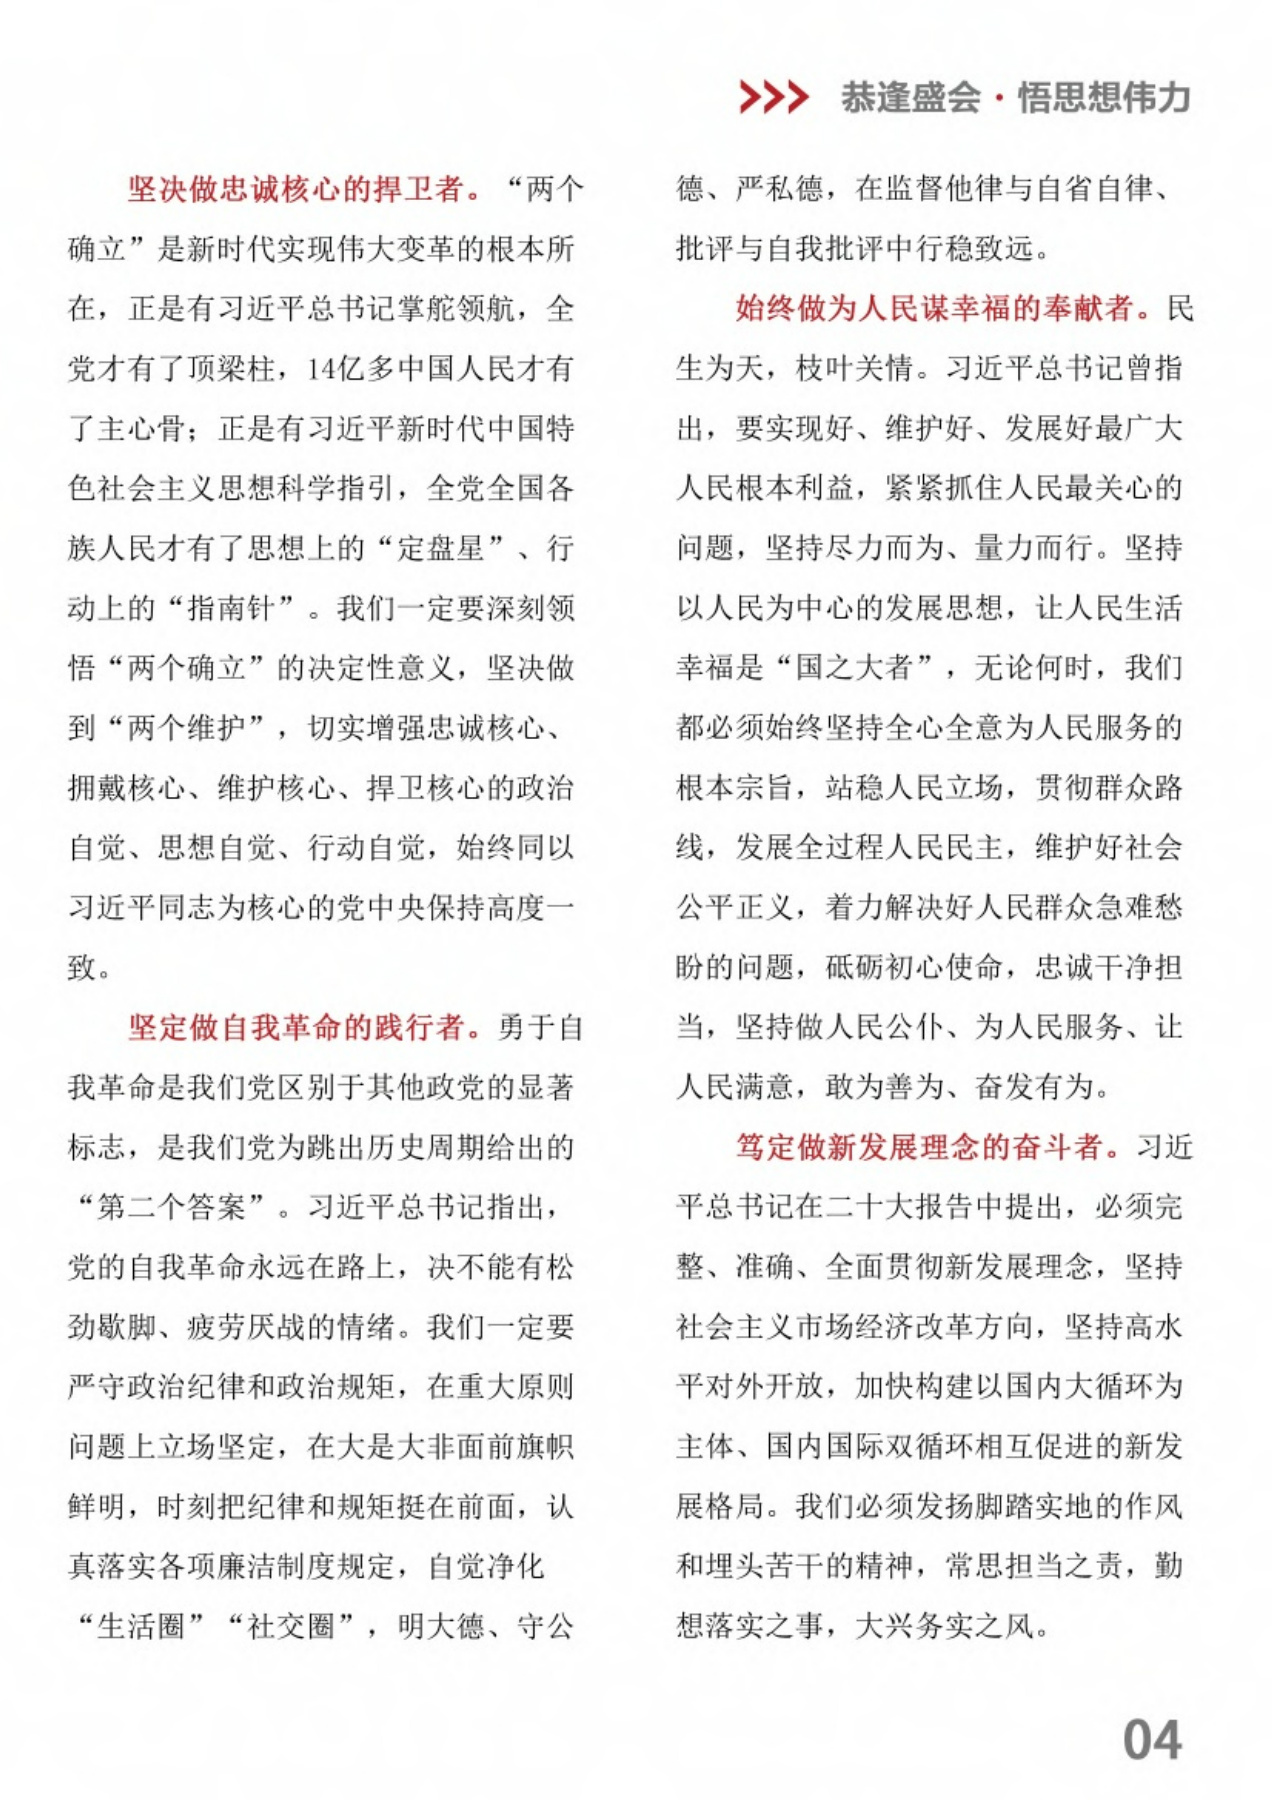 恭逢盛会·悟思想伟力
坚决做忠诚核心的捍卫者。“两个
确立”是新时代实现伟大变革的根本所
在，正是有习近平总书记掌舵领航，全
党才有了顶梁柱，14亿多中国人民才有
了主心骨；正是有习近平新时代中国特
色社会主义思想科学指引，全党全国各
族人民才有了思想上的“定盘星”、行
动上的“指南针”。我们一定要深刻领
悟“两个确立”的决定性意义，坚决做
到“两个维护”，切实增强忠诚核心、
拥戴核心、维护核心、捍卫核心的政治
自觉、思想自觉、行动自觉，始终同以
习近平同志为核心的党中央保持高度一
致。
坚定做自我革命的践行者。勇于自
我革命是我们党区别于其他政党的显著
标志，是我们党为跳出历史周期给出的
“第二个答案”。习近平总书记指出，
党的自我革命永远在路上，决不能有松
劲歇脚、疲劳厌战的情绪。我们一定要
严守政治纪律和政治规矩，在重大原则
问题上立场坚定，在大是大非面前旗帜
鲜明，时刻把纪律和规矩挺在前面，认
真落实各项廉洁制度规定，自觉净化
“生活圈”“社交圈”，明大德、守公
德、严私德，在监督他律与自省自律、
批评与自我批评中行稳致远。
始终做为人民谋幸福的奉献者。民
生为天，枝叶关情。习近平总书记曾指
出，要实现好、维护好、发展好最广大
人民根本利益，紧紧抓住人民最关心的
问题，坚持尽力而为、量力而行。坚持
以人民为中心的发展思想，让人民生活
幸福是“国之大者”，无论何时，我们
都必须始终坚持全心全意为人民服务的
根本宗旨，站稳人民立场，贯彻群众路
线，发展全过程人民民主，维护好社会
公平正义，着力解决好人民群众急难愁
盼的问题，砥砺初心使命，忠诚干净担
当，坚持做人民公仆、为人民服务、让
人民满意，敢为善为、奋发有为。
笃定做新发展理念的奋斗者。习近
平总书记在二十大报告中提出，必须完
整、准确、全面贯彻新发展理念，坚持
社会主义市场经济改革方向，坚持高水
平对外开放，加快构建以国内大循环为
主体、国内国际双循环相互促进的新发
展格局。我们必须发扬脚踏实地的作风
和埋头苦干的精神，常思担当之责，勤
想落实之事，大兴务实之风。
04